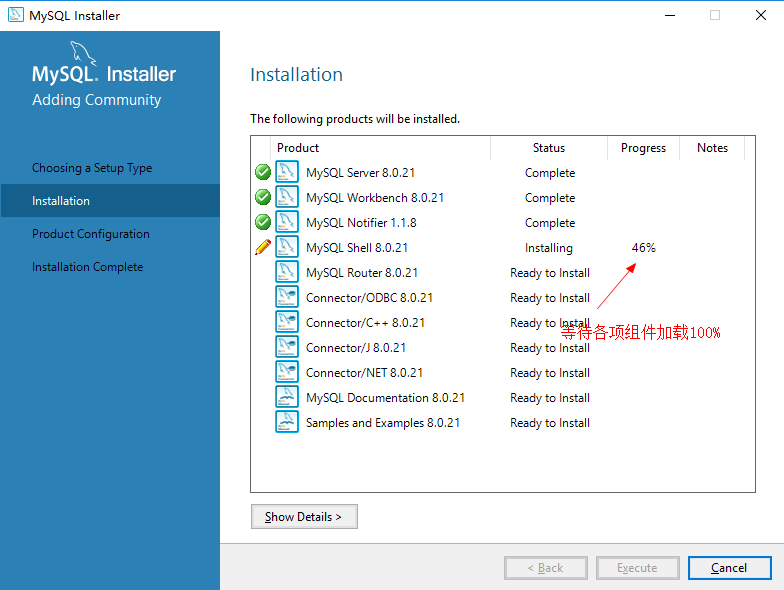 MySQL Installer
MySQL. Installer
Adding Community
Choosing a Setup Type
Installation
Product Configuration
Installation Complete
Installation
The following products will be installed.
Product Status Progress Notes
MySQL Server 8.0.21 Complete
MySQL Workbench 8.0.21 Complete
MySQL Notifier 1.1.8 Complete
MySQL Shell 8.0.21 Installing 46%
MySQL Router 8.0.21 Ready to Install
Connector/ODBC 8.0.21 Ready to Install
Connector/C++ 8.0.21 Ready to Install
等待各项组件加载100%
Connector/J 8.0.21 Ready to Install
Connector/NET 8.0.21 Ready to Install
MySQL Documentation 8.0.21 Ready to Install
Samples and Examples 8.0.21 Ready to Install
Show Details >
< Back Execute Cancel